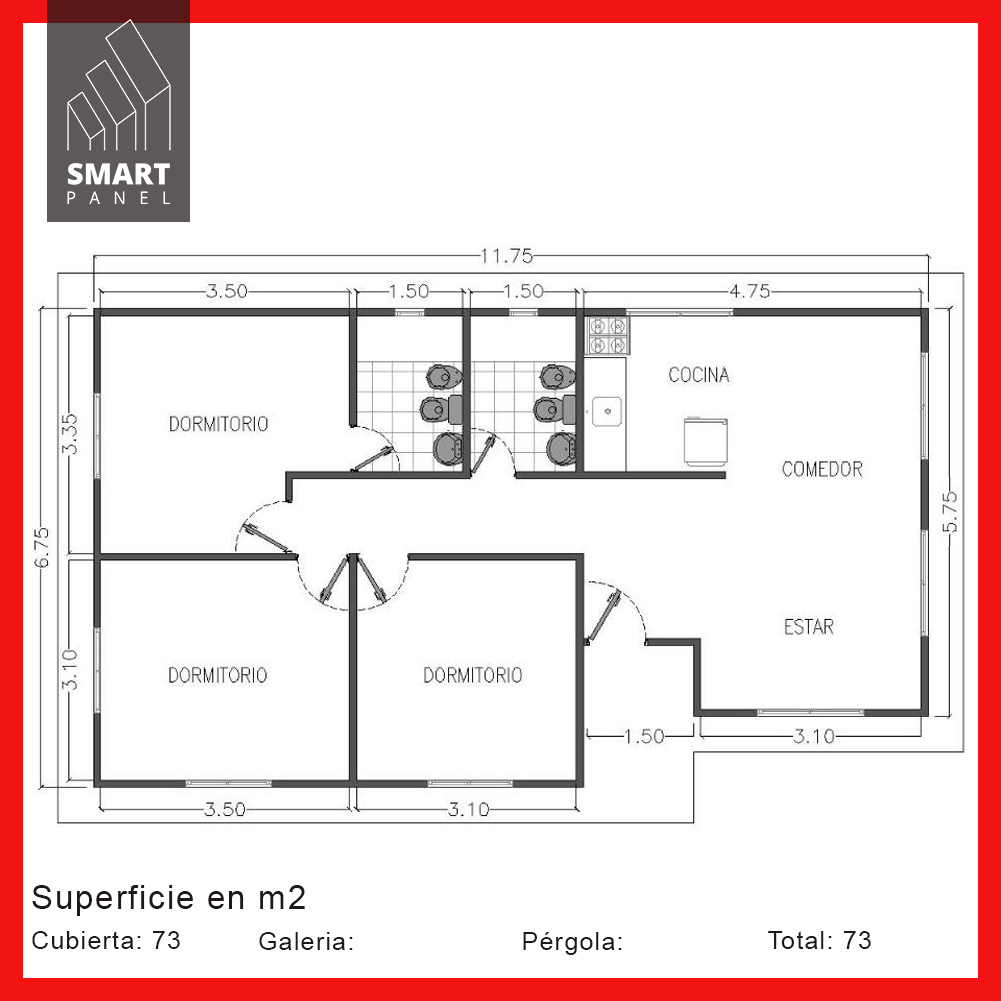 SMART
PANEL
11.75
3.50
1.50
1.50
4.75
COCINA
DORMITORIO
3.35
COMEDOR
5.75
6.75
ESTAR
3.10
DORMITORIO
DORMITORIO
1.50
3.10
3.50
3.10
Superficie en m2
Cubierta: 73
Galeria:
Pérgola:
Total: 73